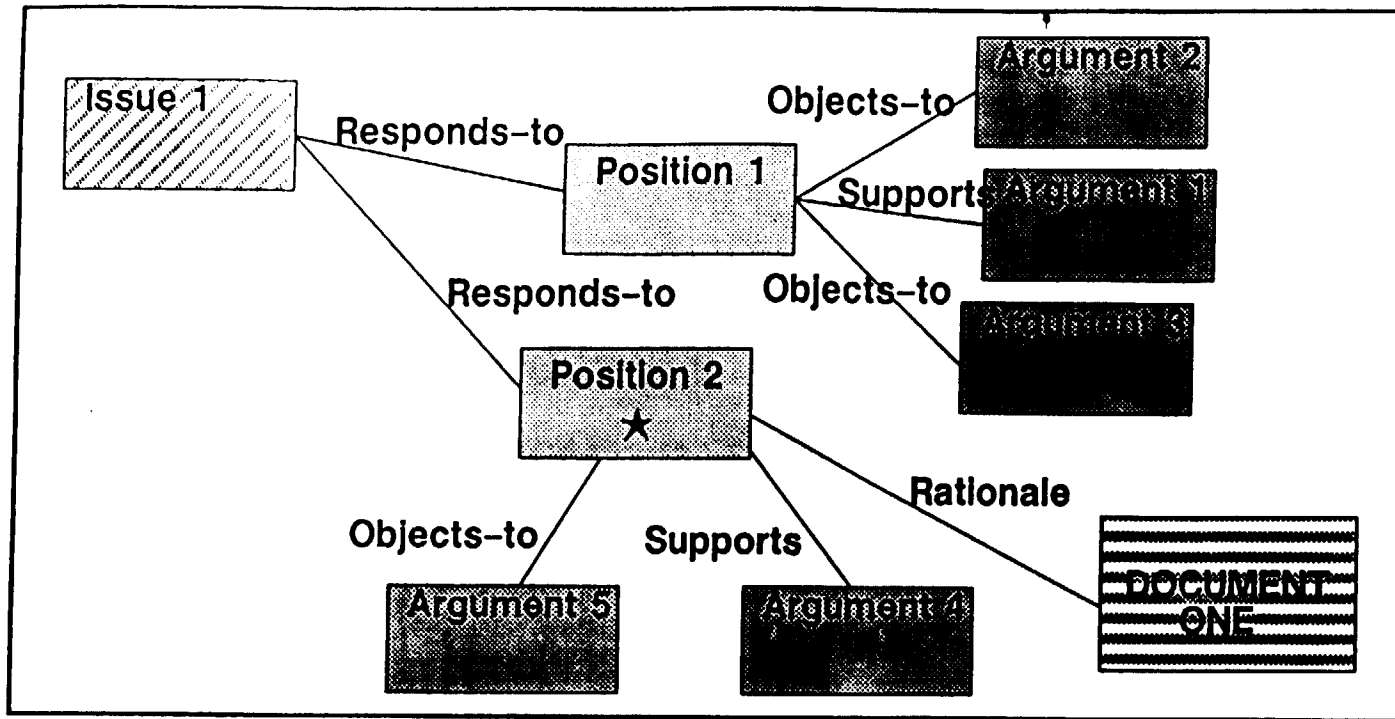 Issue 1
Responds-to
Position 1
Objects-to
Argument 2
Supports
Argument 1
Objects-to
Argument 3
Responds-to
Position 2
Rationale
Objects-to
Supports
Argument 5
Argument 4
DOCUMENT
ONE